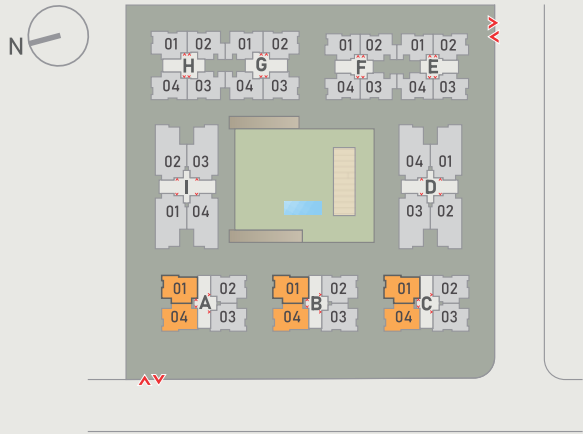 N
01 02 01 02
H G
04 03 04 03
01 02 01 02
F E
04 03 04 03
02 03
I
01 04
04 01
D
03 02
01 02
A
04 03
01 02
B
04 03
01 02
C
04 03